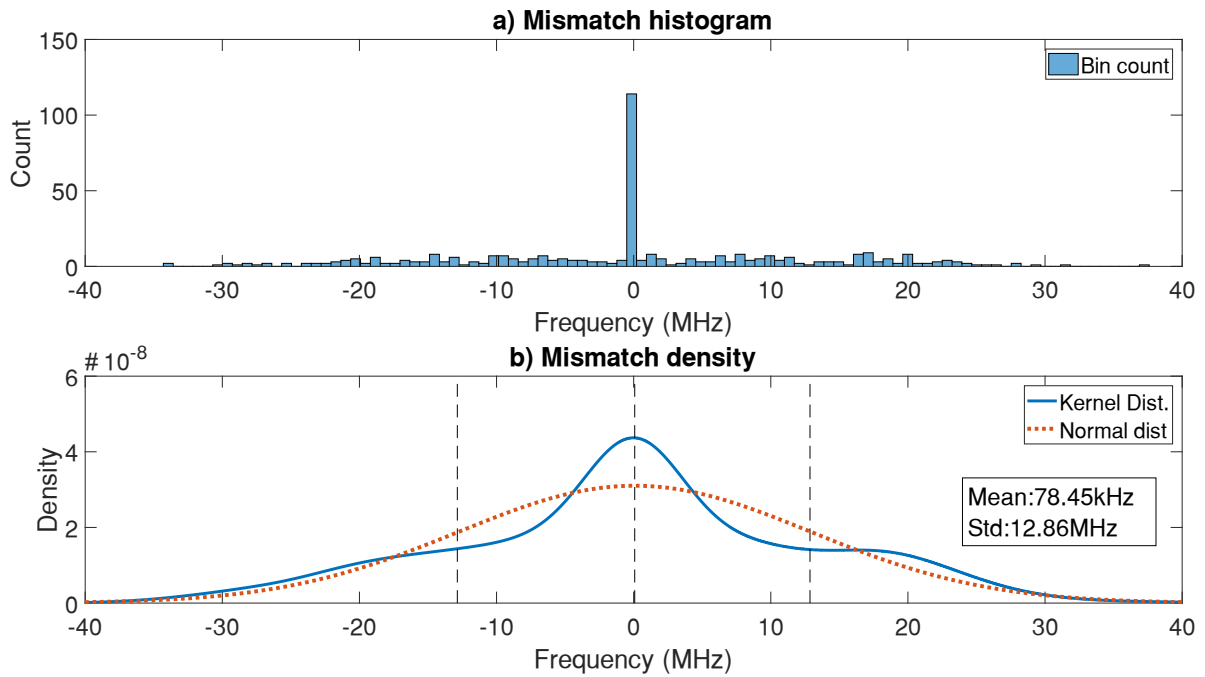 a) Mismatch histogram
150
100
50
0
Count
Bin count
-40 -30 -20 -10 0 10 20 30 40
Frequency (MHz)
b) Mismatch density
# 10-8
6
4
2
0
Density
Kernel Dist.
Normal dist
Mean:78.45kHz
Std:12.86MHz
-40 -30 -20 -10 0 10 20 30 40
Frequency (MHz)